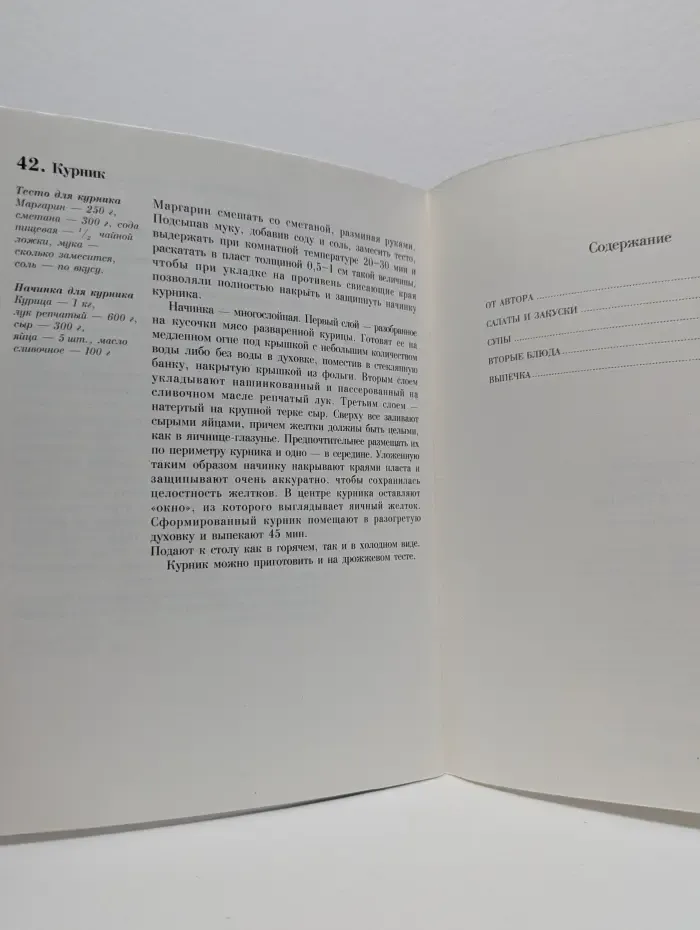 42. Курник
Тесто для курника
Маргарин — 250 г,
сметана — 300 г, сода
пищевая — 1/2 чайной
ложки, мука —
сколько заместится,
соль — по вкусу.
Начинка для курника
Курица — 1 кг,
лук репчатый — 600 г,
сыр — 300 г,
яйца — 5 шт., масло
сливочное — 100 г
Маргарин смешать со сметаной, разминая руками.
Подсыпав муку, добавив соду и соль, замесить тесто,
выдержать при комнатной температуре 20–30 мин и
раскатать в пласт толщиной 0,5–1 см такой величины,
чтобы при укладке на противень свисающие края
позволяли полностью накрыть и защипнуть начинку
курника.
Начинка — многослойная. Первый слой — разобранное
на кусочки мясо разваренной курицы. Готовят ее на
медленном огне под крышкой с небольшим количеством
воды либо без воды в духовке, поместив в стеклянную
банку, накрытую крышкой из фольги. Вторым слоем
укладывают нашинкованный и пассерованный на
сливочном масле репчатый лук. Третьим слоем —
натертый на крупной терке сыр. Сверху все заливают
сырыми яйцами, причем желтки должны быть целыми,
как в яичнице-глазунье. Предпочтительнее размещать их
по периметру курника и одно — в середине. Уложенную
таким образом начинку накрывают краями пласта и
защипывают очень аккуратно, чтобы сохранилась
целостность желтков. В центре курника оставляют
«окно», из которого выглядывает яичный желток.
Сформированный курник помещают в разогретую
духовку и выпекают 45 мин.
Подают к столу как в горячем, так и в холодном виде.
Курник можно приготовить и на дрожжевом тесте.
Содержание
ОТ АВТОРА
САЛАТЫ И ЗАКУСКИ
СУПЫ
ВТОРЫЕ БЛЮДА
ВЫПЕЧКА